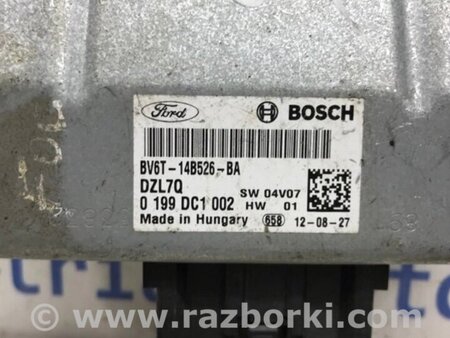 Ford BOSCH
BV6T-14B526-BA
DZL7Q SW 04V07
0 199 DC1 002 HW 01
Made in Hungary 658 12-08-27
www.razborki.com